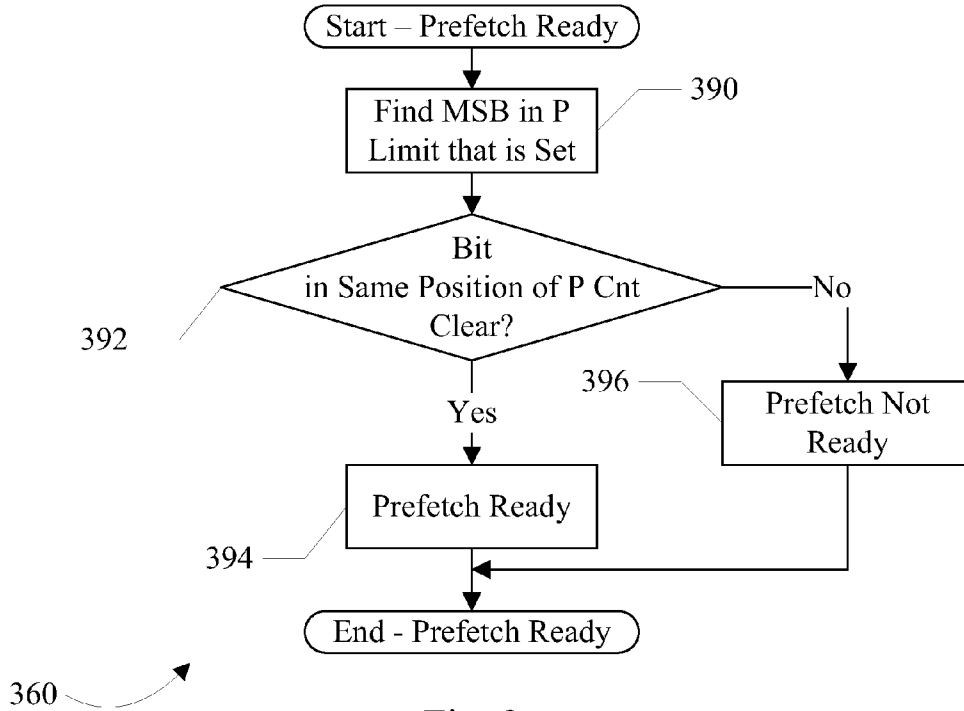 Start – Prefetch Ready
390
Find MSB in P
Limit that is Set
Bit
in Same Position of P Cnt
Clear?
392
No
396
Yes
Prefetch Not
Ready
Prefetch Ready
394
End - Prefetch Ready
360